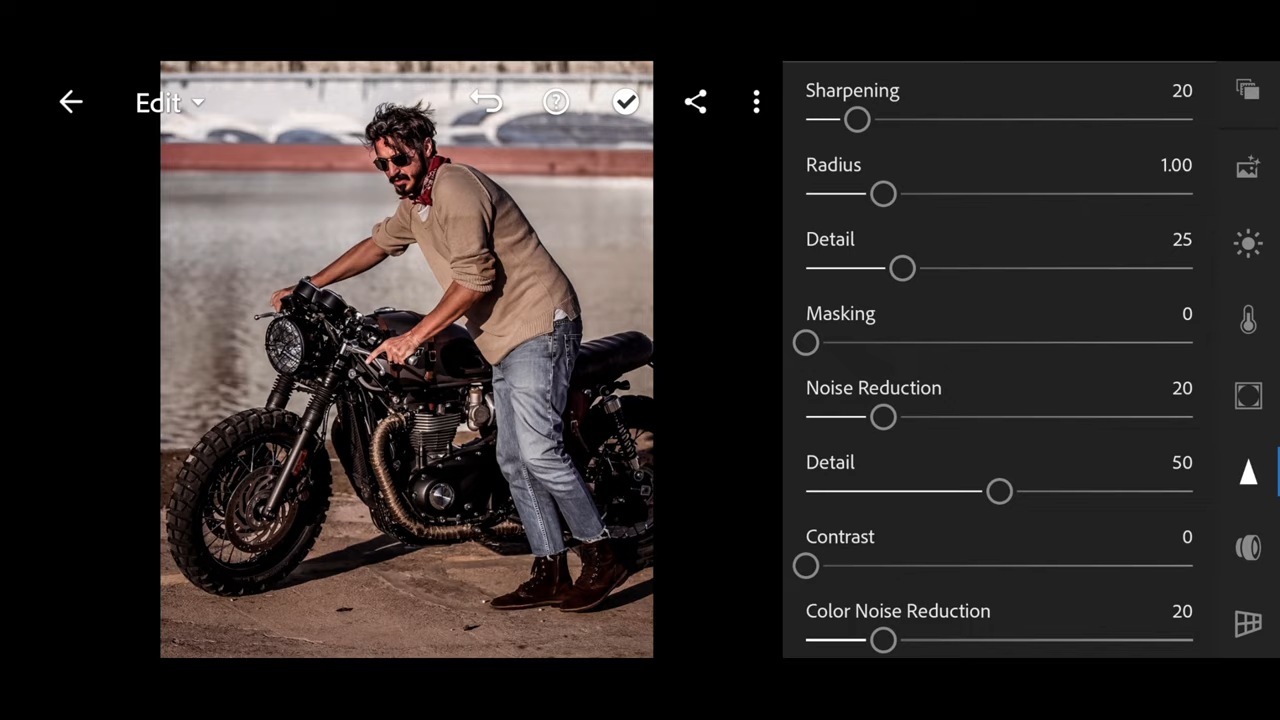 Edit
Sharpening 20
Radius 1.00
Detail 25
Masking 0
Noise Reduction 20
Detail 50
Contrast 0
Color Noise Reduction 20